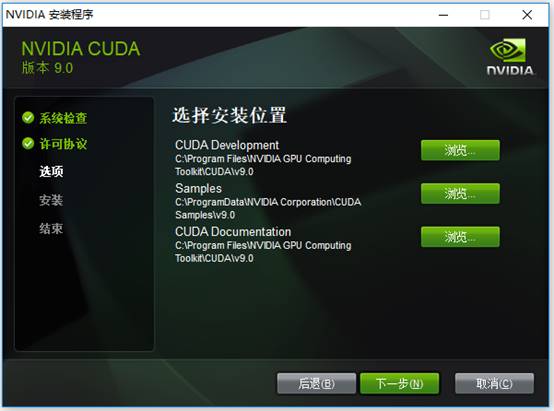 NVIDIA 安装程序
NVIDIA CUDA
版本 9.0
NVIDIA.
系统检查
许可协议
选项
安装
结束
选择安装位置
CUDA Development
C:\Program Files\NVIDIA GPU Computing
Toolkit\CUDA\v9.0
浏览...
Samples
C:\ProgramData\NVIDIA Corporation\CUDA
Samples\v9.0
浏览...
CUDA Documentation
C:\Program Files\NVIDIA GPU Computing
Toolkit\CUDA\v9.0
浏览...
后退(B)
下一步(N)
取消(C)